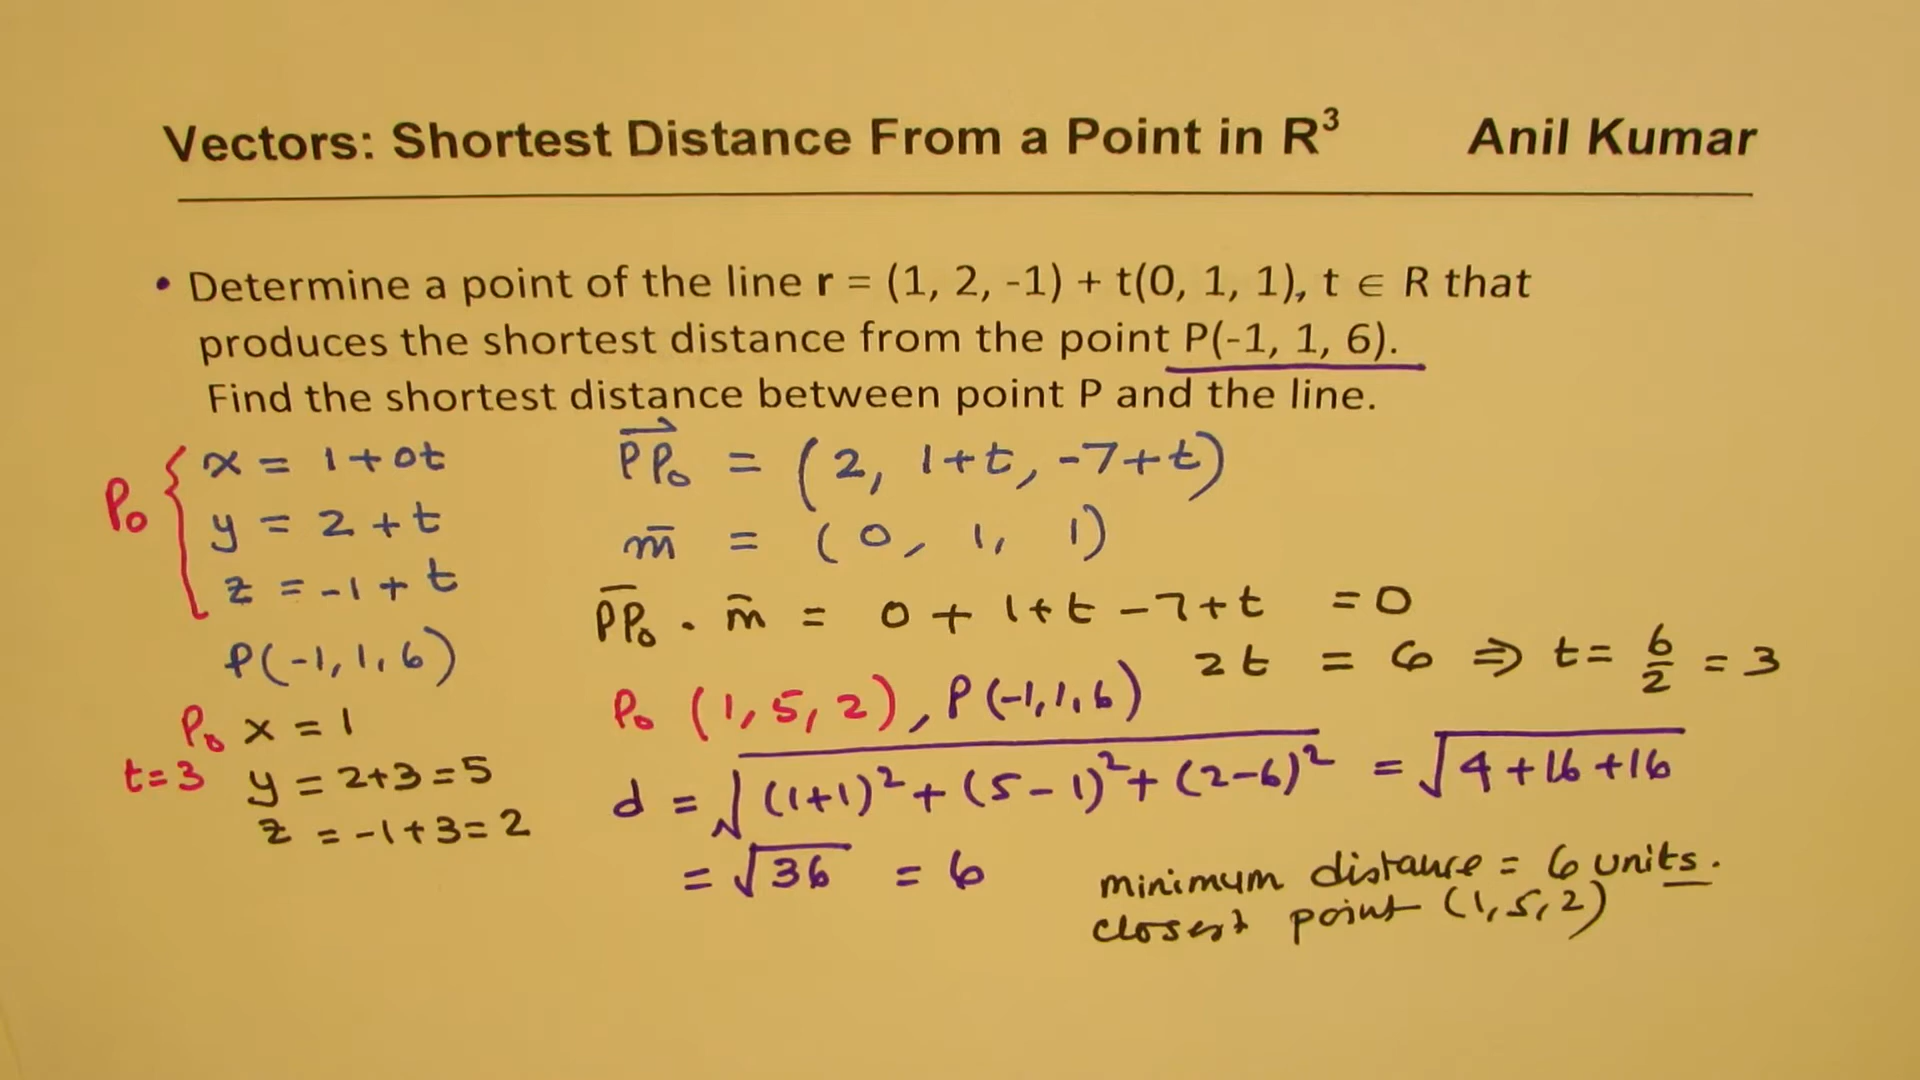 Vectors: Shortest Distance From a Point in R³ Anil Kumar
• Determine a point of the line r = (1, 2, -1) + t(0, 1, 1), t ∈ R that
produces the shortest distance from the point P(-1, 1, 6).
Find the shortest distance between point P and the line.
P₀ { x = 1 + 0t
y = 2 + t
z = -1 + t
P(-1, 1, 6)
P₀ x = 1
t = 3 y = 2+3 = 5
z = -1+3 = 2
PP₀ = (2, 1+t, -7+t)
m̄ = (0, 1, 1)
PP₀ · m̄ = 0 + 1+t -7+t = 0
2t = 6 ⇒ t = 6/2 = 3
P₀ (1, 5, 2), P(-1, 1, 6)
d = √((1+1)² + (5-1)² + (2-6)²) = √(4+16+16)
= √36 = 6
minimum distance = 6 units.
closest point (1, 5, 2)